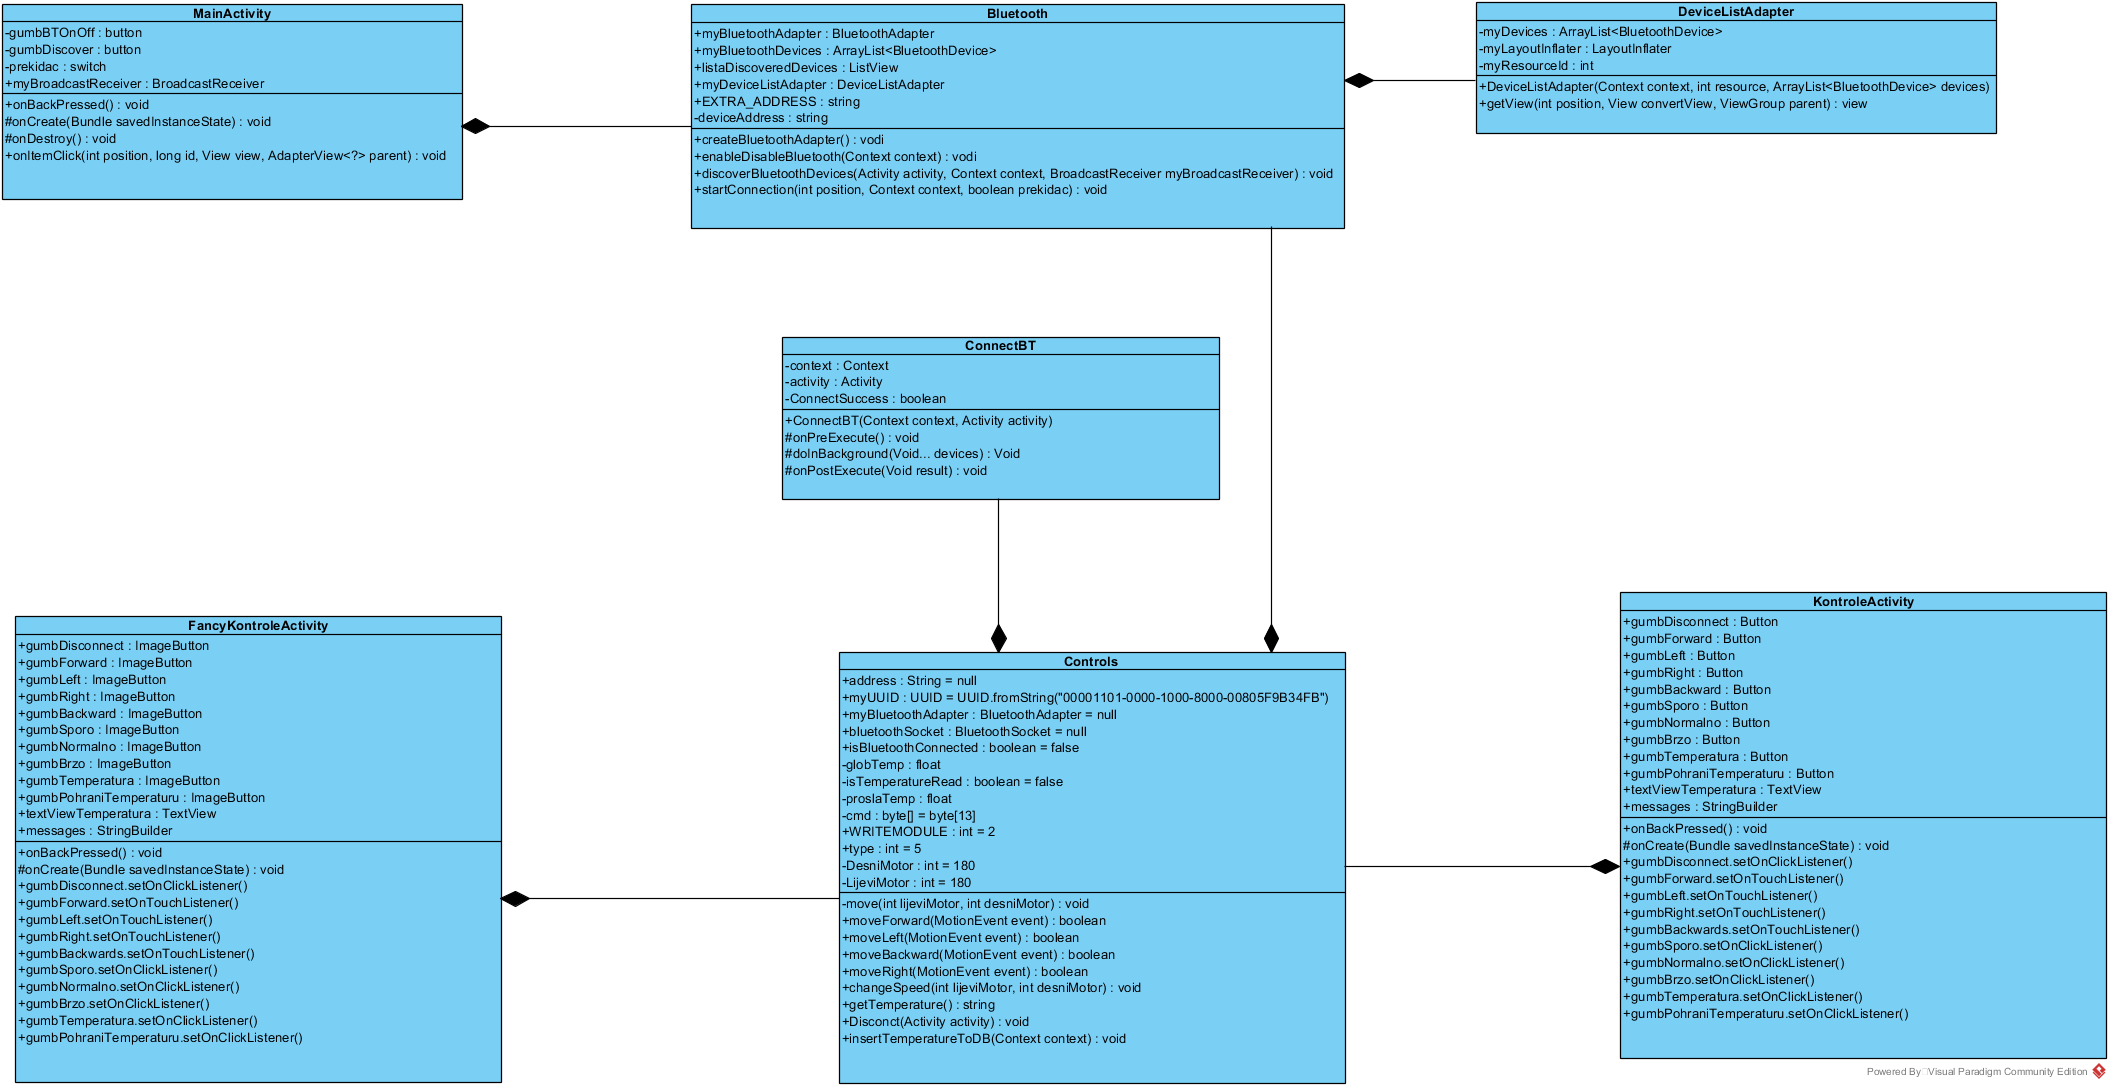 MainActivity
-gumbBTOnOff : button
-gumbDiscover : button
-prekidac : switch
+myBroadcastReceiver : BroadcastReceiver
+onBackPressed() : void
#onCreate(Bundle savedInstanceState) : void
#onDestroy() : void
+onItemClick(int position, long id, View view, AdapterView<?> parent) : void
Bluetooth
+myBluetoothAdapter : BluetoothAdapter
+myBluetoothDevices : ArrayList<BluetoothDevice>
+listaDiscoveredDevices : ListView
+myDeviceListAdapter : DeviceListAdapter
+EXTRA_ADDRESS : string
-deviceAddress : string
+createBluetoothAdapter() : vodi
+enableDisableBluetooth(Context context) : vodi
+discoverBluetoothDevices(Activity activity, Context context, BroadcastReceiver myBroadcastReceiver) : void
+startConnection(int position, Context context, boolean prekidac) : void
DeviceListAdapter
-myDevices : ArrayList<BluetoothDevice>
-myLayoutInflater : LayoutInflater
-myResourceId : int
+DeviceListAdapter(Context context, int resource, ArrayList<BluetoothDevice> devices)
+getView(int position, View convertView, ViewGroup parent) : view
ConnectBT
-context : Context
-activity : Activity
-ConnectSuccess : boolean
+ConnectBT(Context context, Activity activity)
#onPreExecute() : void
#doInBackground(Void... devices) : Void
#onPostExecute(Void result) : void
FancyKontroleActivity
+gumbDisconnect : ImageButton
+gumbForward : ImageButton
+gumbLeft : ImageButton
+gumbRight : ImageButton
+gumbBackward : ImageButton
+gumbSporo : ImageButton
+gumbNormalno : ImageButton
+gumbBrzo : ImageButton
+gumbTemperatura : ImageButton
+gumbPohraniTemperaturu : ImageButton
+textViewTemperatura : TextView
+messages : StringBuilder
+onBackPressed() : void
#onCreate(Bundle savedInstanceState) : void
+gumbDisconnect.setOnClickListener()
+gumbForward.setOnTouchListener()
+gumbLeft.setOnTouchListener()
+gumbRight.setOnTouchListener()
+gumbBackwards.setOnTouchListener()
+gumbSporo.setOnClickListener()
+gumbNormalno.setOnClickListener()
+gumbBrzo.setOnClickListener()
+gumbTemperatura.setOnClickListener()
+gumbPohraniTemperaturu.setOnClickListener()
Controls
+address : String = null
+myUUID : UUID = UUID.fromString("00001101-0000-1000-8000-00805F9B34FB")
+myBluetoothAdapter : BluetoothAdapter = null
+bluetoothSocket : BluetoothSocket = null
+isBluetoothConnected : boolean = false
-globTemp : float
-isTemperatureRead : boolean = false
-proslaTemp : float
-cmd : byte[] = byte[13]
+WRITEMODULE : int = 2
+type : int = 5
-DesniMotor : int = 180
-LijeviMotor : int = 180
-move(int lijeviMotor, int desniMotor) : void
+moveForward(MotionEvent event) : boolean
+moveLeft(MotionEvent event) : boolean
+moveBackward(MotionEvent event) : boolean
+moveRight(MotionEvent event) : boolean
+changeSpeed(int lijeviMotor, int desniMotor) : void
+getTemperature() : string
+Disconct(Activity activity) : void
+insertTemperatureToDB(Context context) : void
KontroleActivity
+gumbDisconnect : Button
+gumbForward : Button
+gumbLeft : Button
+gumbRight : Button
+gumbBackward : Button
+gumbSporo : Button
+gumbNormalno : Button
+gumbBrzo : Button
+gumbTemperatura : Button
+gumbPohraniTemperaturu : Button
+textViewTemperatura : TextView
+messages : StringBuilder
+onBackPressed() : void
#onCreate(Bundle savedInstanceState) : void
+gumbDisconnect.setOnClickListener()
+gumbForward.setOnTouchListener()
+gumbLeft.setOnTouchListener()
+gumbRight.setOnTouchListener()
+gumbBackwards.setOnTouchListener()
+gumbSporo.setOnClickListener()
+gumbNormalno.setOnClickListener()
+gumbBrzo.setOnClickListener()
+gumbTemperatura.setOnClickListener()
+gumbPohraniTemperaturu.setOnClickListener()
Powered By Visual Paradigm Community Edition